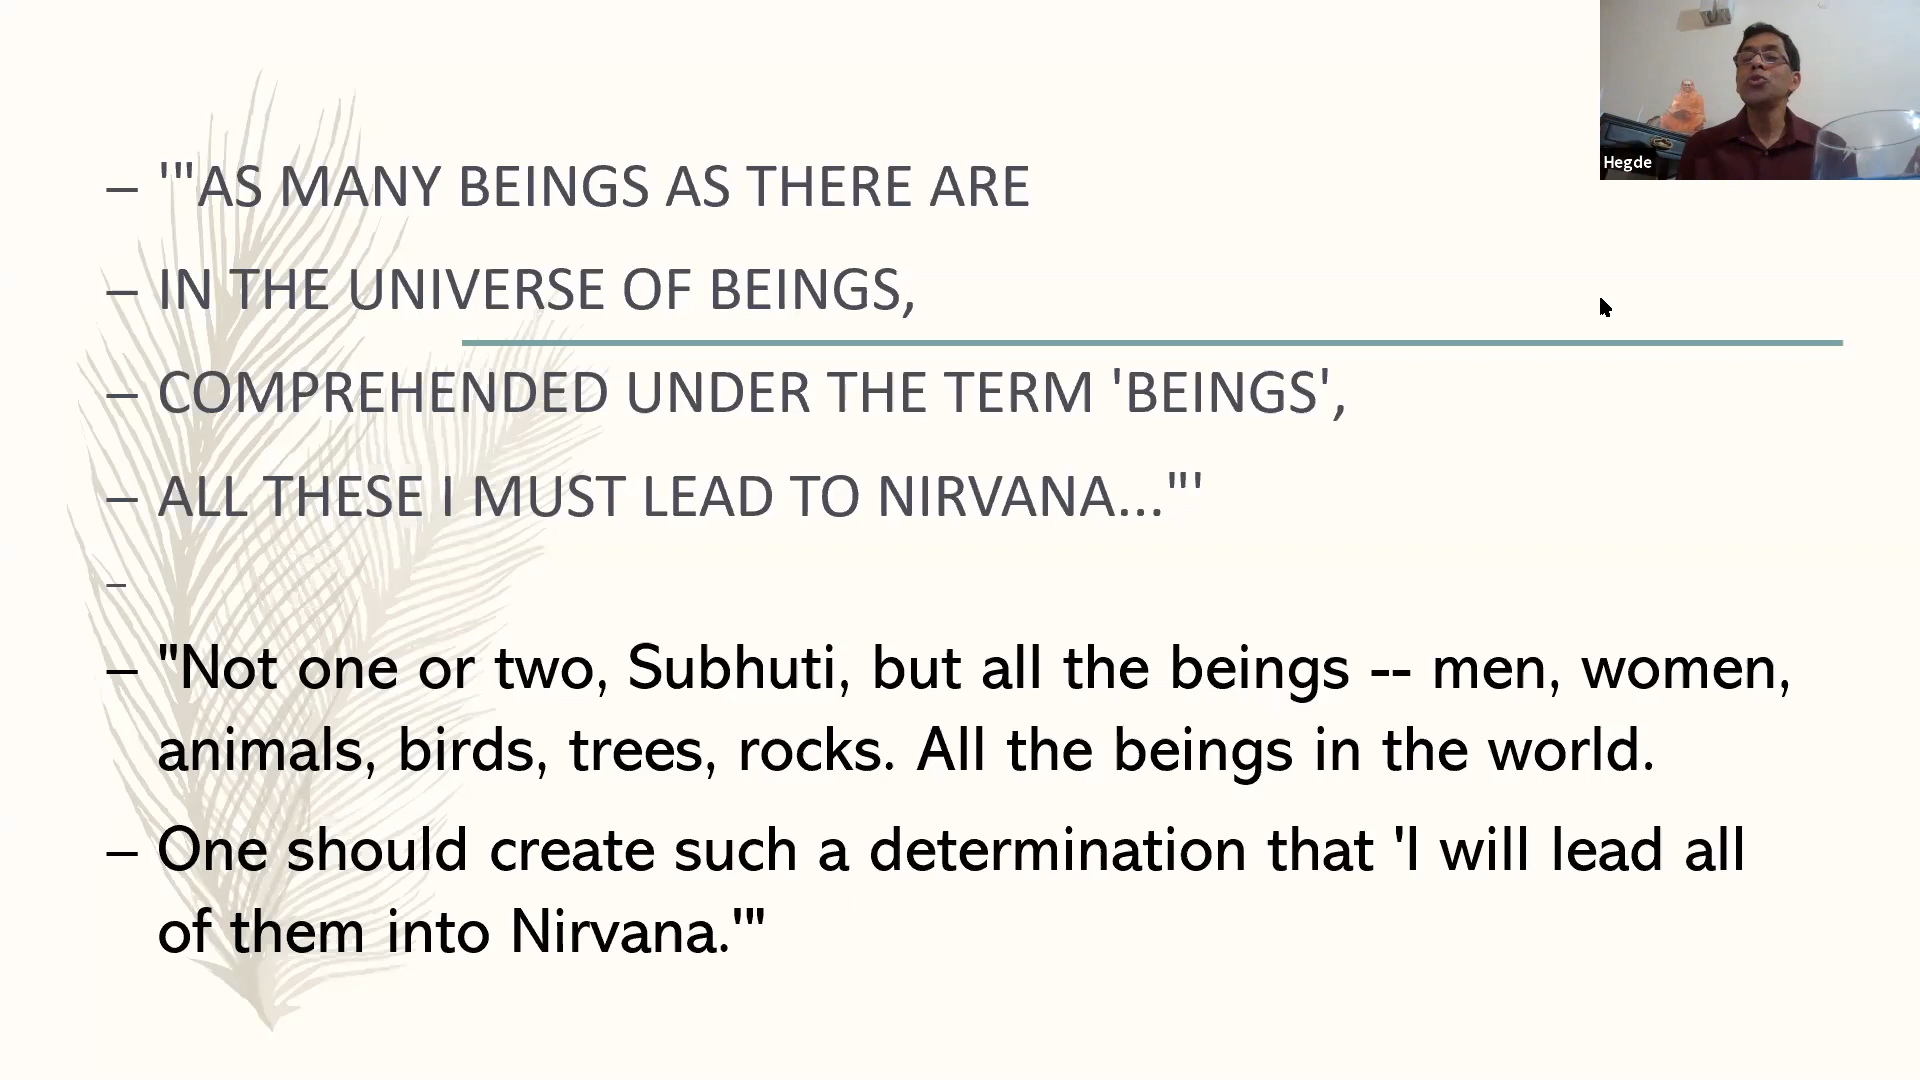 – '"AS MANY BEINGS AS THERE ARE
– IN THE UNIVERSE OF BEINGS,
– COMPREHENDED UNDER THE TERM 'BEINGS',
– ALL THESE I MUST LEAD TO NIRVANA..."'
–
– "Not one or two, Subhuti, but all the beings -- men, women,
animals, birds, trees, rocks. All the beings in the world.
– One should create such a determination that 'I will lead all
of them into Nirvana.'"
Hegde